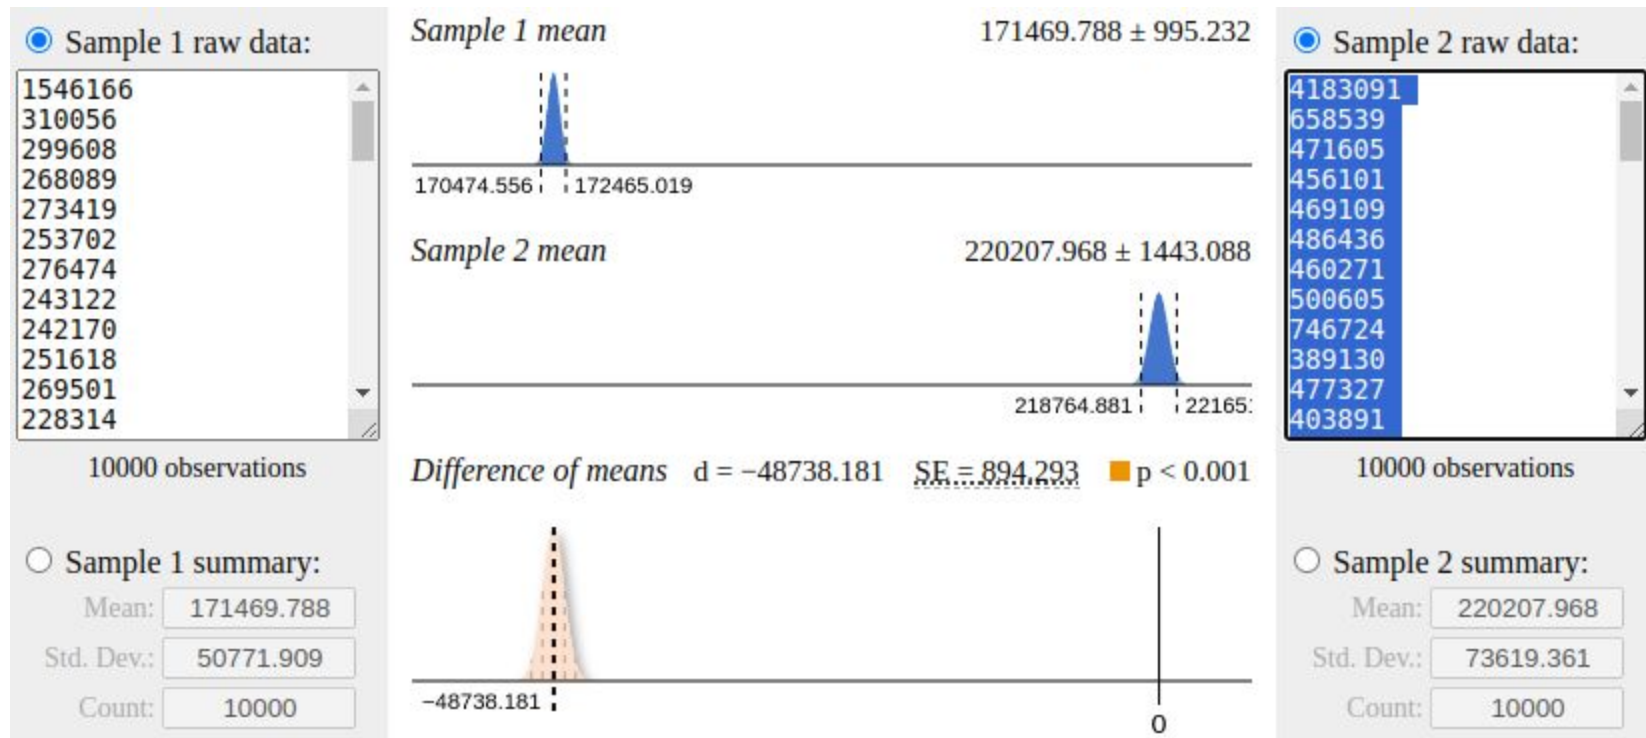 Sample 1 raw data:
1546166
310056
299608
268089
273419
253702
276474
243122
242170
251618
269501
228314
10000 observations
Sample 1 summary:
Mean: 171469.788
Std. Dev.: 50771.909
Count: 10000
Sample 1 mean 171469.788 ± 995.232
170474.556 172465.019
Sample 2 mean 220207.968 ± 1443.088
218764.881 22165
Difference of means d = −48738.181 SE = 894.293 p < 0.001
−48738.181
0
Sample 2 raw data:
4183091
658539
471605
456101
469109
486436
460271
500605
746724
389130
477327
403891
10000 observations
Sample 2 summary:
Mean: 220207.968
Std. Dev.: 73619.361
Count: 10000